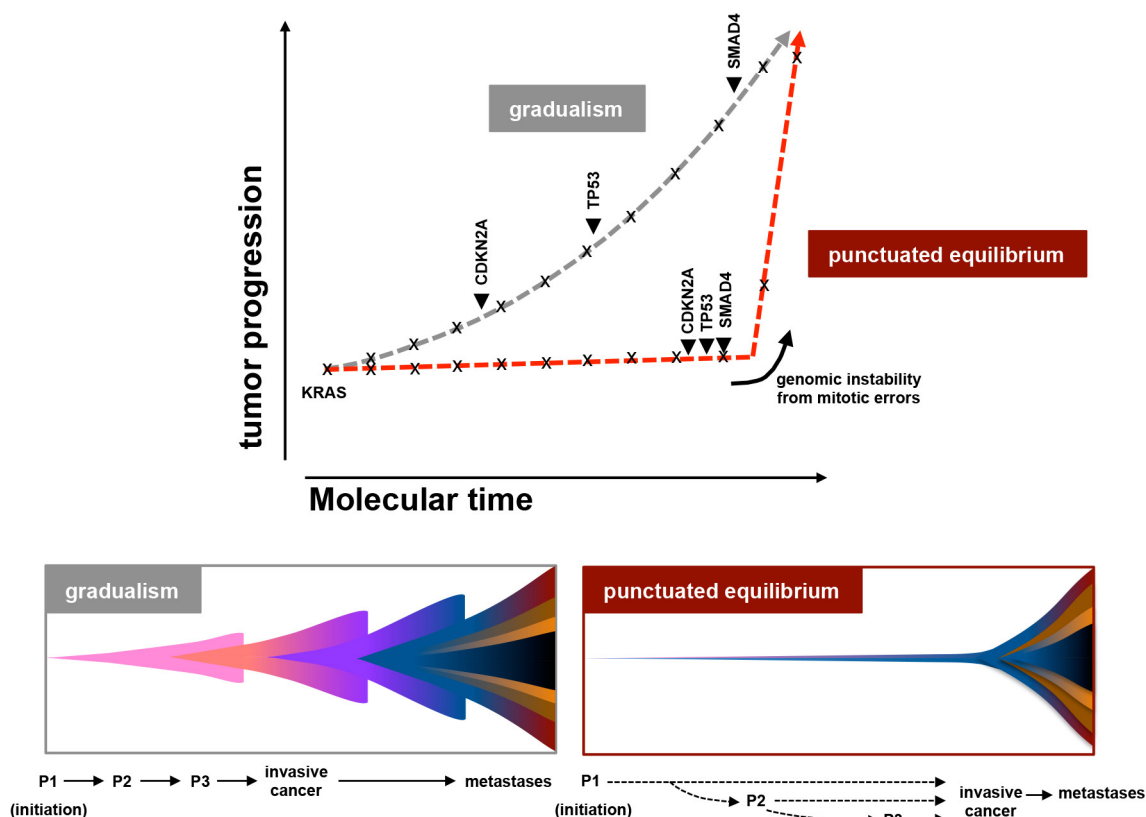 SMAD4
gradualism
TP53
CDKN2A
punctuated equilibrium
CDKN2A
TP53
SMAD4
tumor progression
KRAS
genomic instability
from mitotic errors
Molecular time
gradualism
P1
P2
P3
invasive
cancer
metastases
(initiation)
punctuated equilibrium
P1
P2
invasive
cancer
metastases
(initiation)